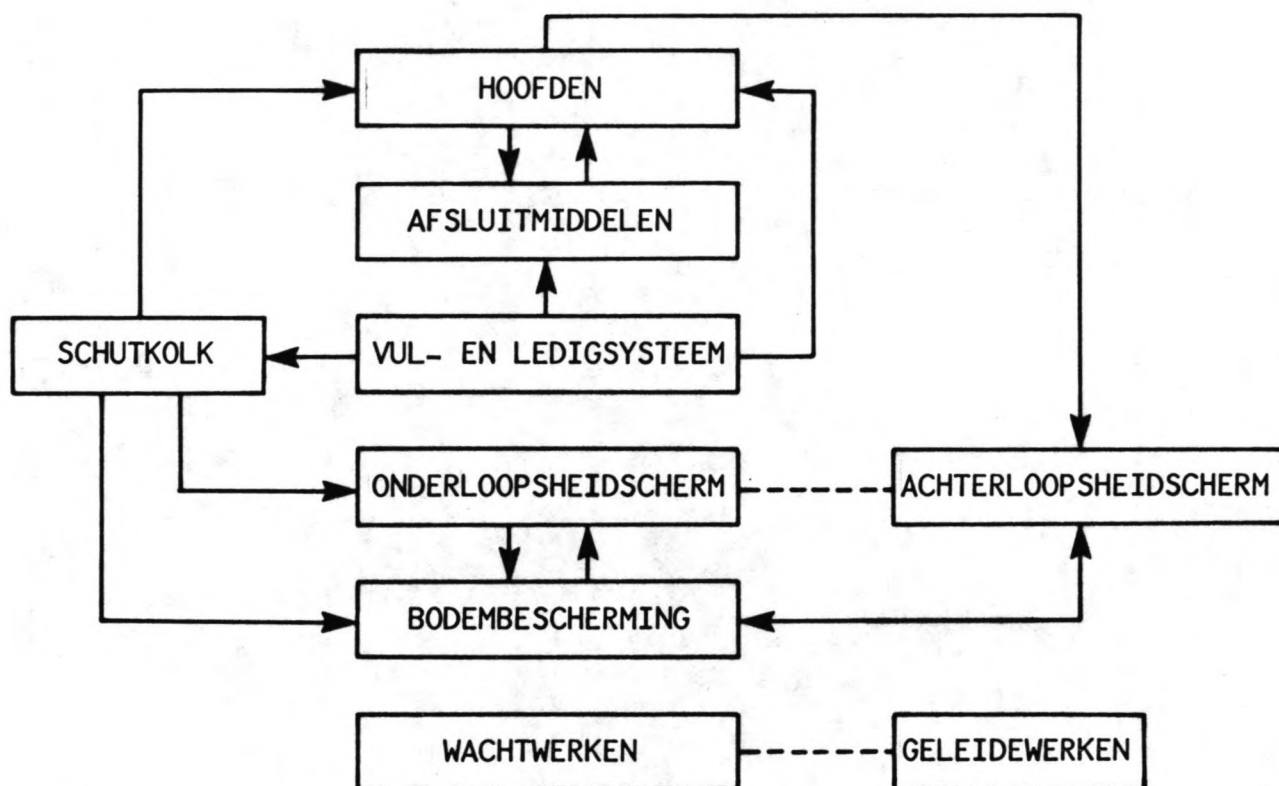 HOOFDEN
AFSLUITMIDDELEN
SCHUTKOLK
VUL- EN LEDIGSYSTEEM
ONDERLOOPSHEIDSCHERM
ACHTERLOOPSHEIDSCHERM
BODEMBESCHERMING
WACHTWERKEN
GELEIDEWERKEN